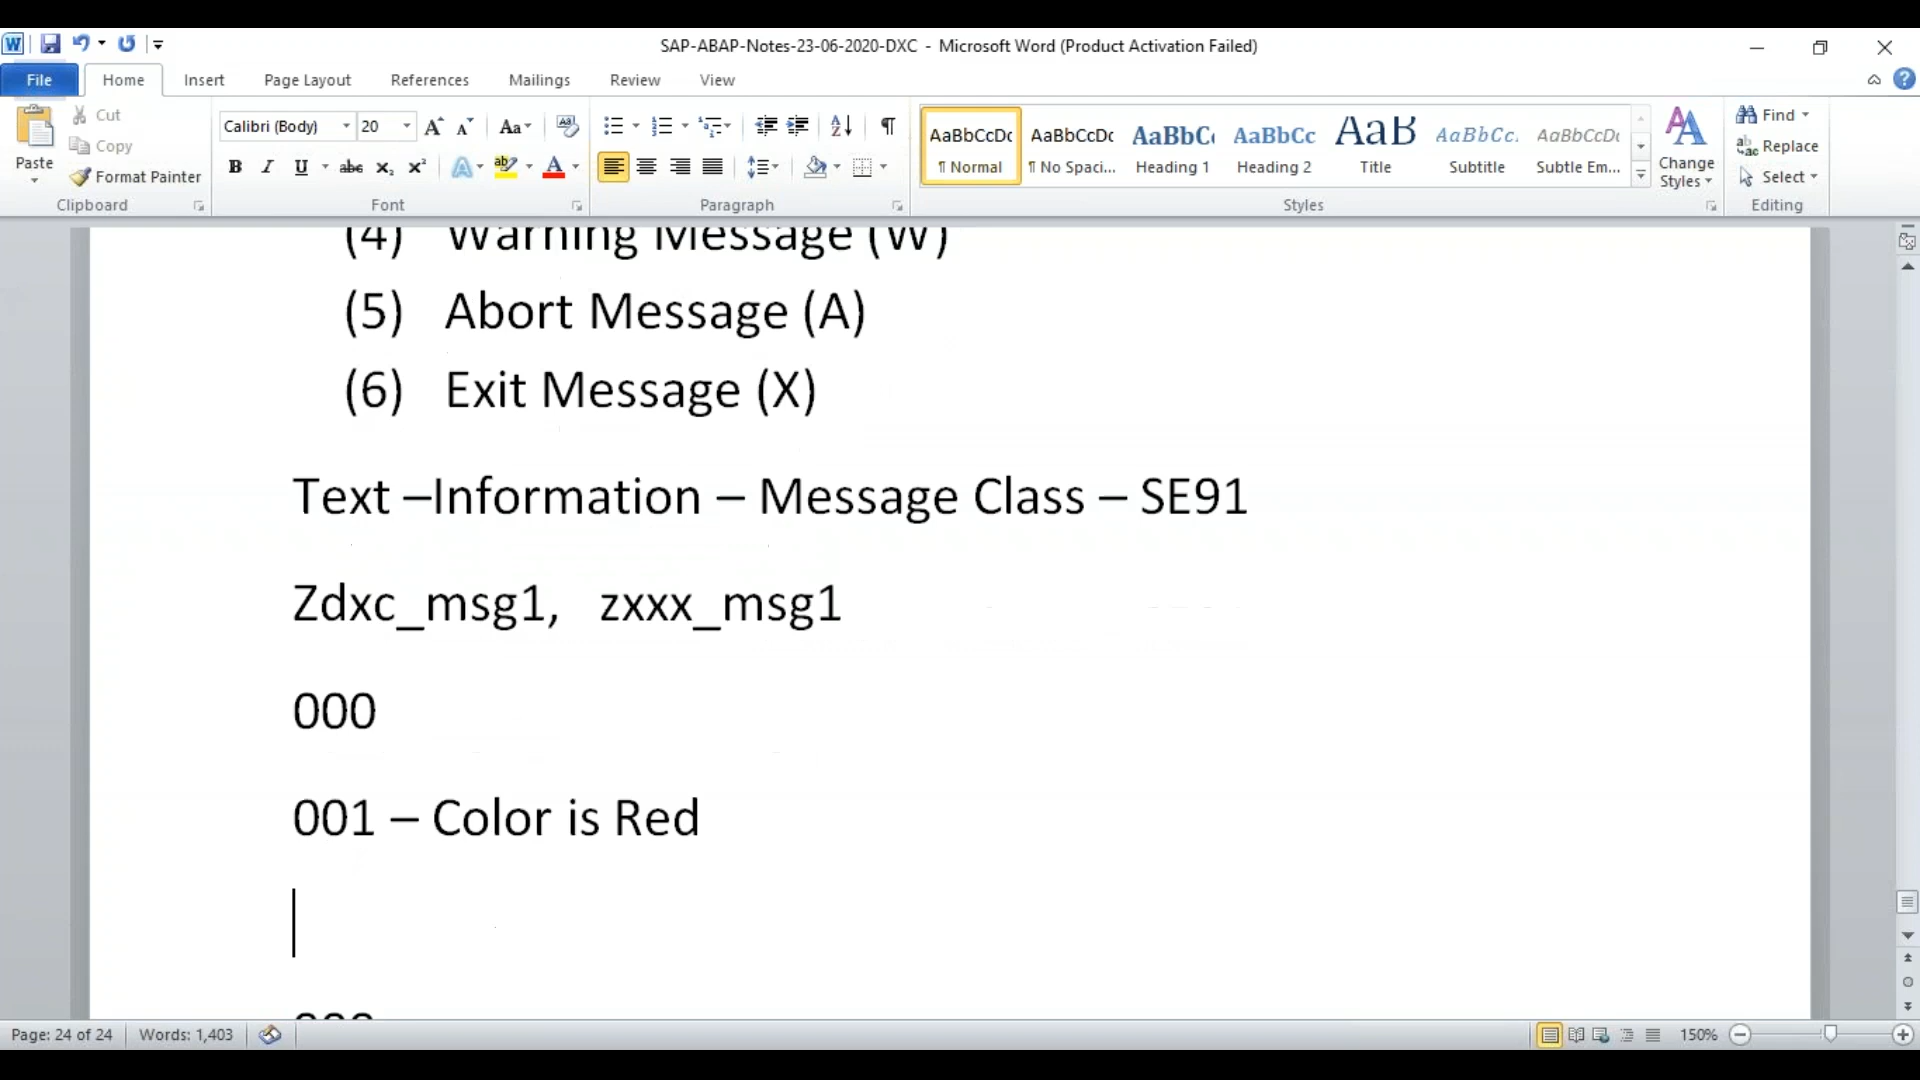 SAP-ABAP-Notes-23-06-2020-DXC - Microsoft Word (Product Activation Failed)
File Home Insert Page Layout References Mailings Review View
Paste
Cut
Copy
Format Painter
Clipboard
Calibri (Body) 20
Font
Paragraph
AaBbCcDc AaBbCcDc AaBbC AaBbCc AaB AaBbCc. AaBbCcDc
¶ Normal ¶ No Spaci... Heading 1 Heading 2 Title Subtitle Subtle Em...
Styles
Change Styles
Find
Replace
Select
Editing
(4) Warning Message (W)
(5) Abort Message (A)
(6) Exit Message (X)
Text –Information – Message Class – SE91
Zdxc_msg1, zxxx_msg1
000
001 – Color is Red
Page: 24 of 24 Words: 1,403 150%